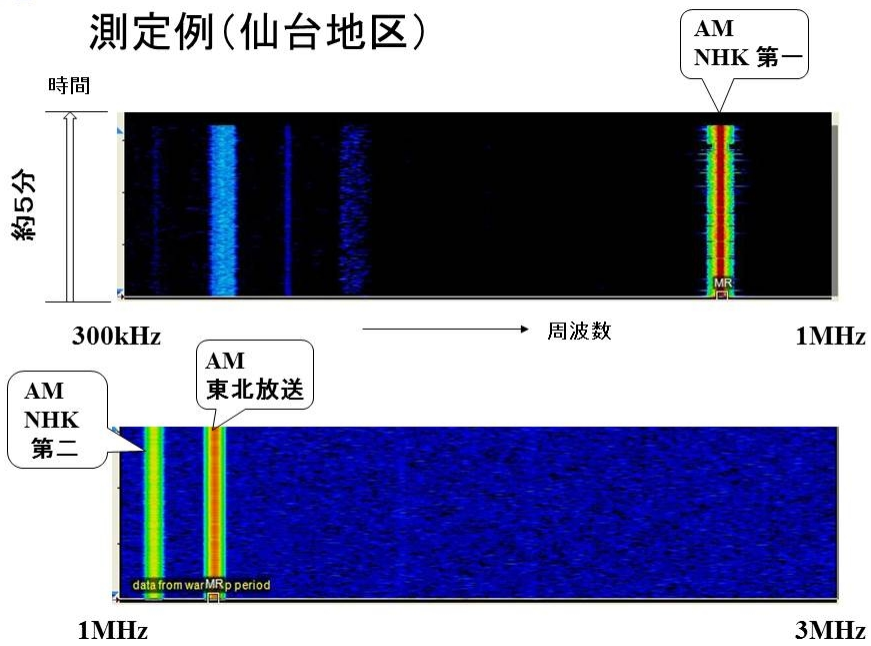 測定例(仙台地区)
AM
NHK 第一
時間
約5分
MR
300kHz
周波数
1MHz
AM
東北放送
AM
NHK
第二
data from war
MR
p period
1MHz
3MHz